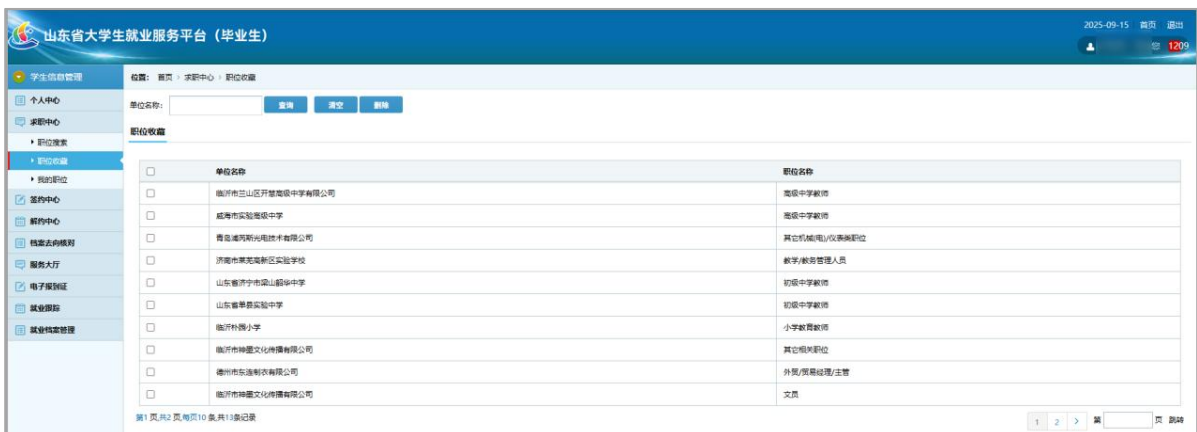 山东省大学生就业服务平台（毕业生）
2025-09-15 首页 退出
1209
学生信息管理
个人中心
求职中心
职位搜索
职位收藏
我的职位
签约中心
解约中心
档案去向核对
服务大厅
电子报到证
就业跟踪
就业档案管理
位置： 首页 › 求职中心 › 职位收藏
单位名称： 查询 清空 删除
职位收藏
单位名称 职位名称
临沂市兰山区开慧高级中学有限公司 高级中学教师
威海市实验高级中学 高级中学教师
青岛浦芮斯光电技术有限公司 其它机械(电)/仪表类职位
济南市莱芜高新区实验学校 教学/教务管理人员
山东省济宁市梁山韶华中学 初级中学教师
山东省单县实验中学 初级中学教师
临沂朴园小学 小学教育教师
临沂市神墨文化传播有限公司 其它相关职位
德州市东连制衣有限公司 外贸/贸易经理/主管
临沂市神墨文化传播有限公司 文员
第1 页,共2 页,每页10 条,共13条记录
1 2 > 第 页 跳转